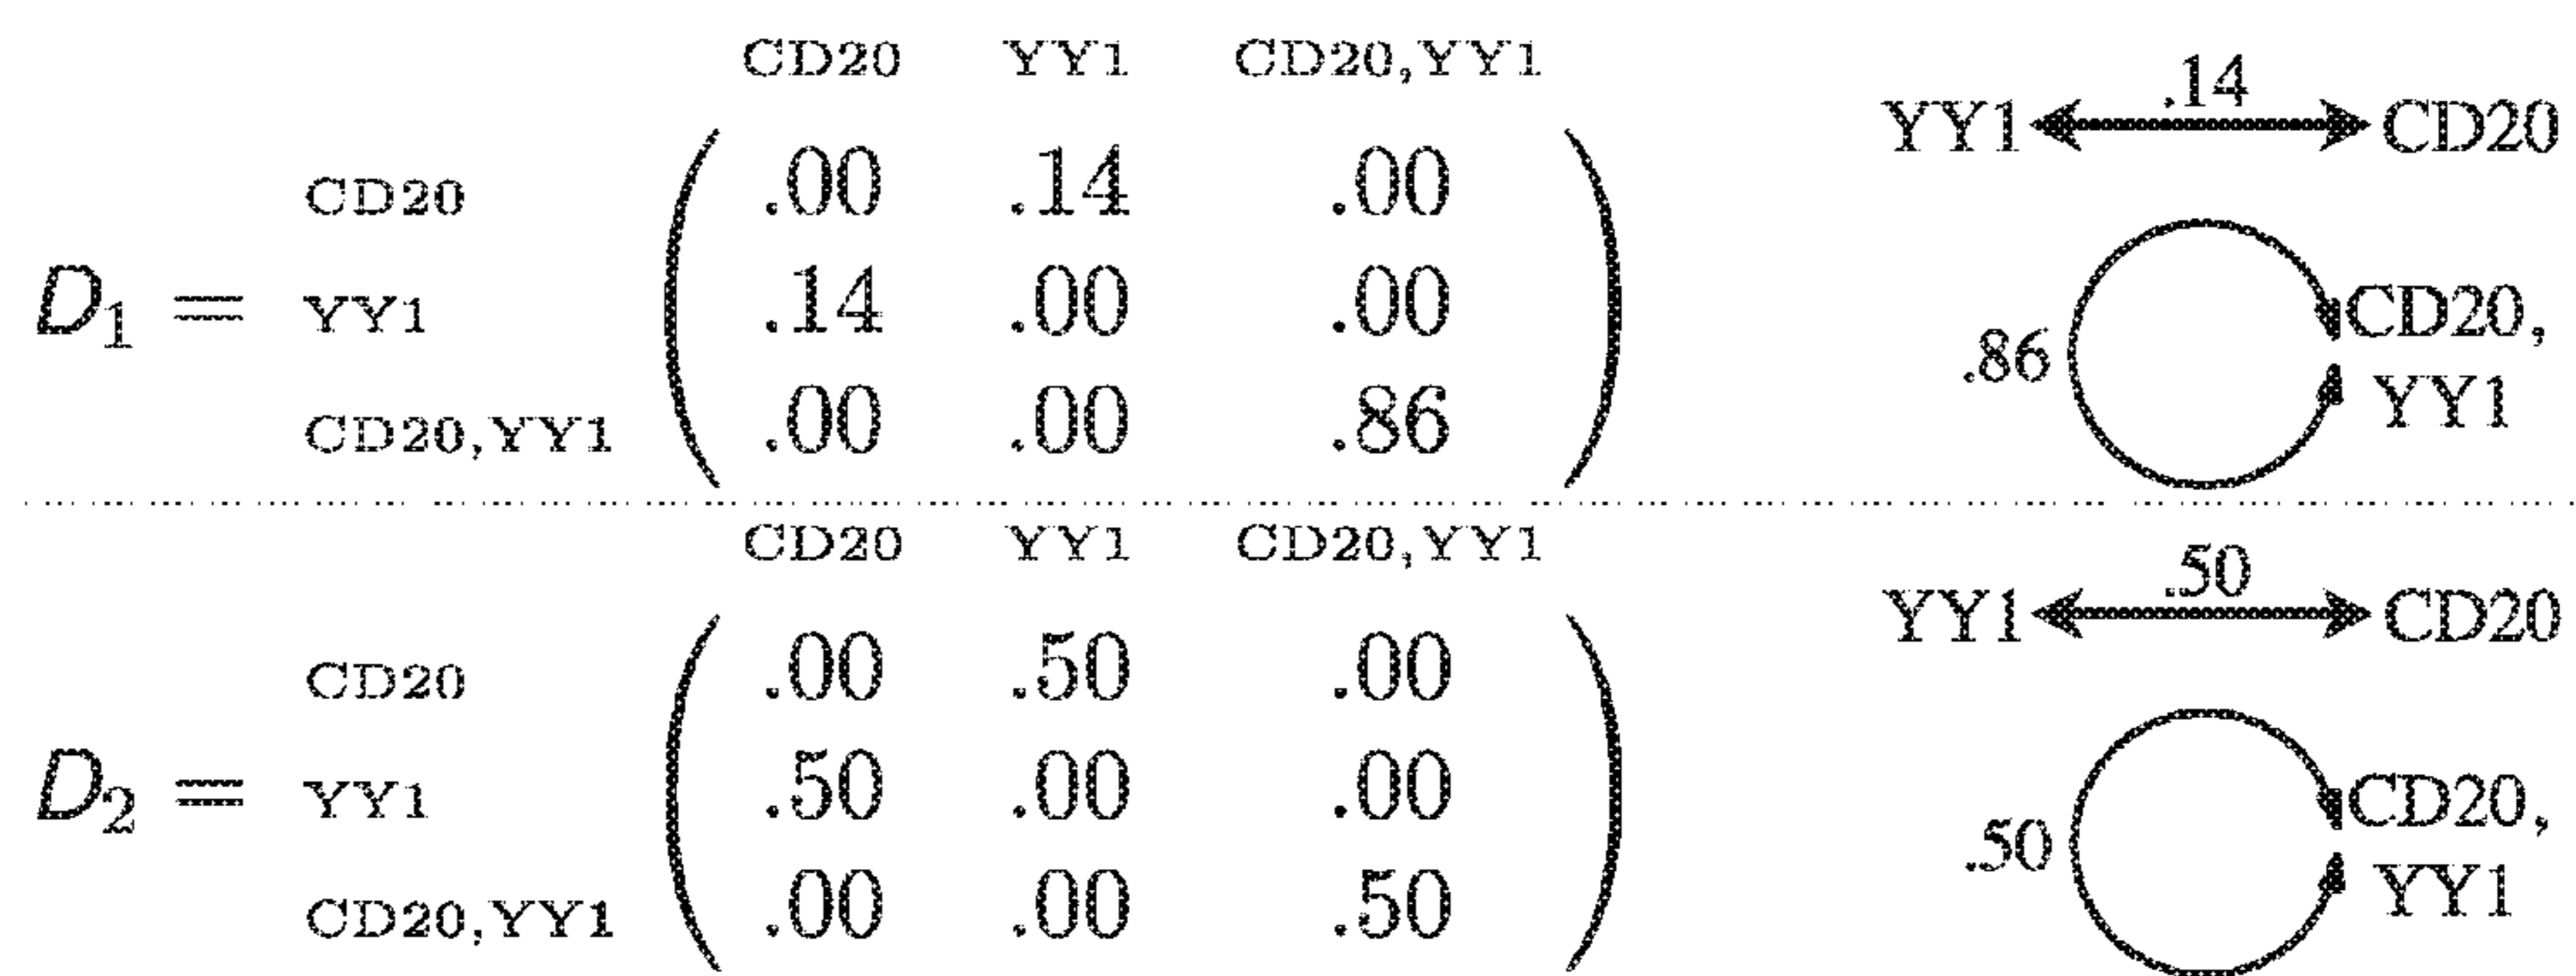 CD20 YY1 CD20,YY1
YY1 .14 CD20
CD20 .00 .14 .00
D1 = YY1 .14 .00 .00
.86 CD20,
YY1
CD20,YY1 .00 .00 .86
CD20 YY1 CD20,YY1
YY1 .50 CD20
CD20 .00 .50 .00
D2 = YY1 .50 .00 .00
.50 CD20,
YY1
CD20,YY1 .00 .00 .50